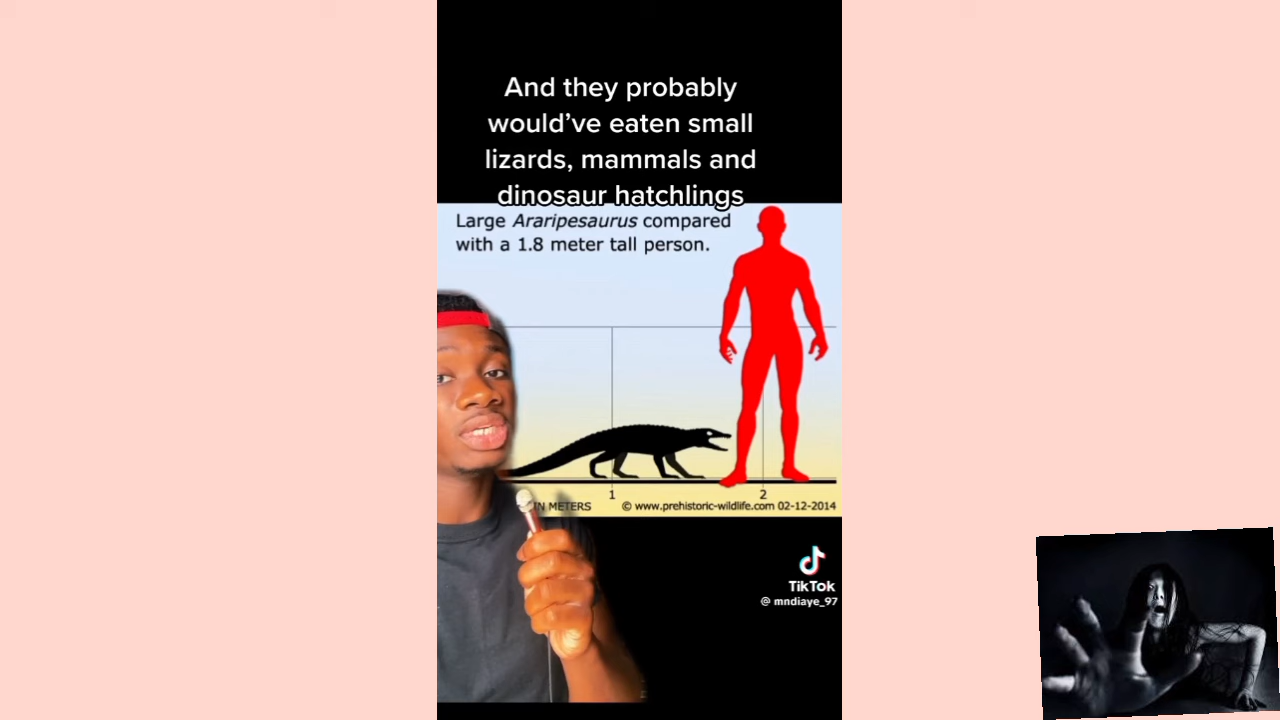 And they probably
would’ve eaten small
lizards, mammals and
dinosaur hatchlings
Large Araripesaurus compared
with a 1.8 meter tall person.
1
2
IN METERS
© www.prehistoric-wildlife.com 02-12-2014
TikTok
@ mndiaye_97